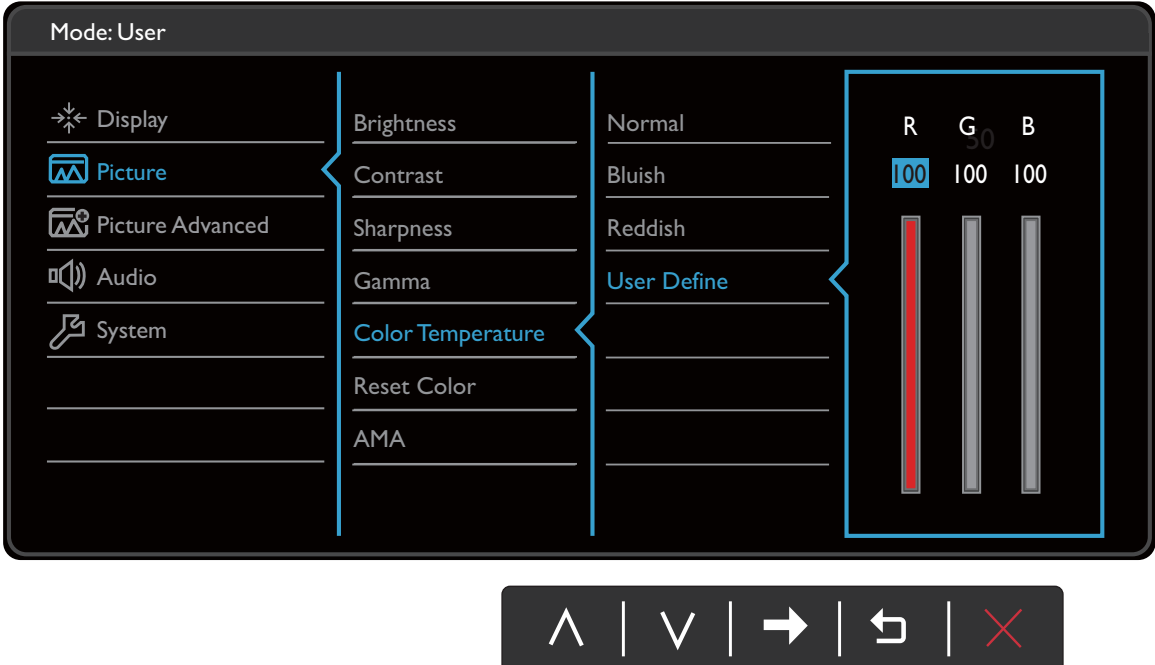 Mode: User
Display
Picture
Picture Advanced
Audio
System
Brightness
Contrast
Sharpness
Gamma
Color Temperature
Reset Color
AMA
Normal
Bluish
Reddish
User Define
R G B
50
100 100 100